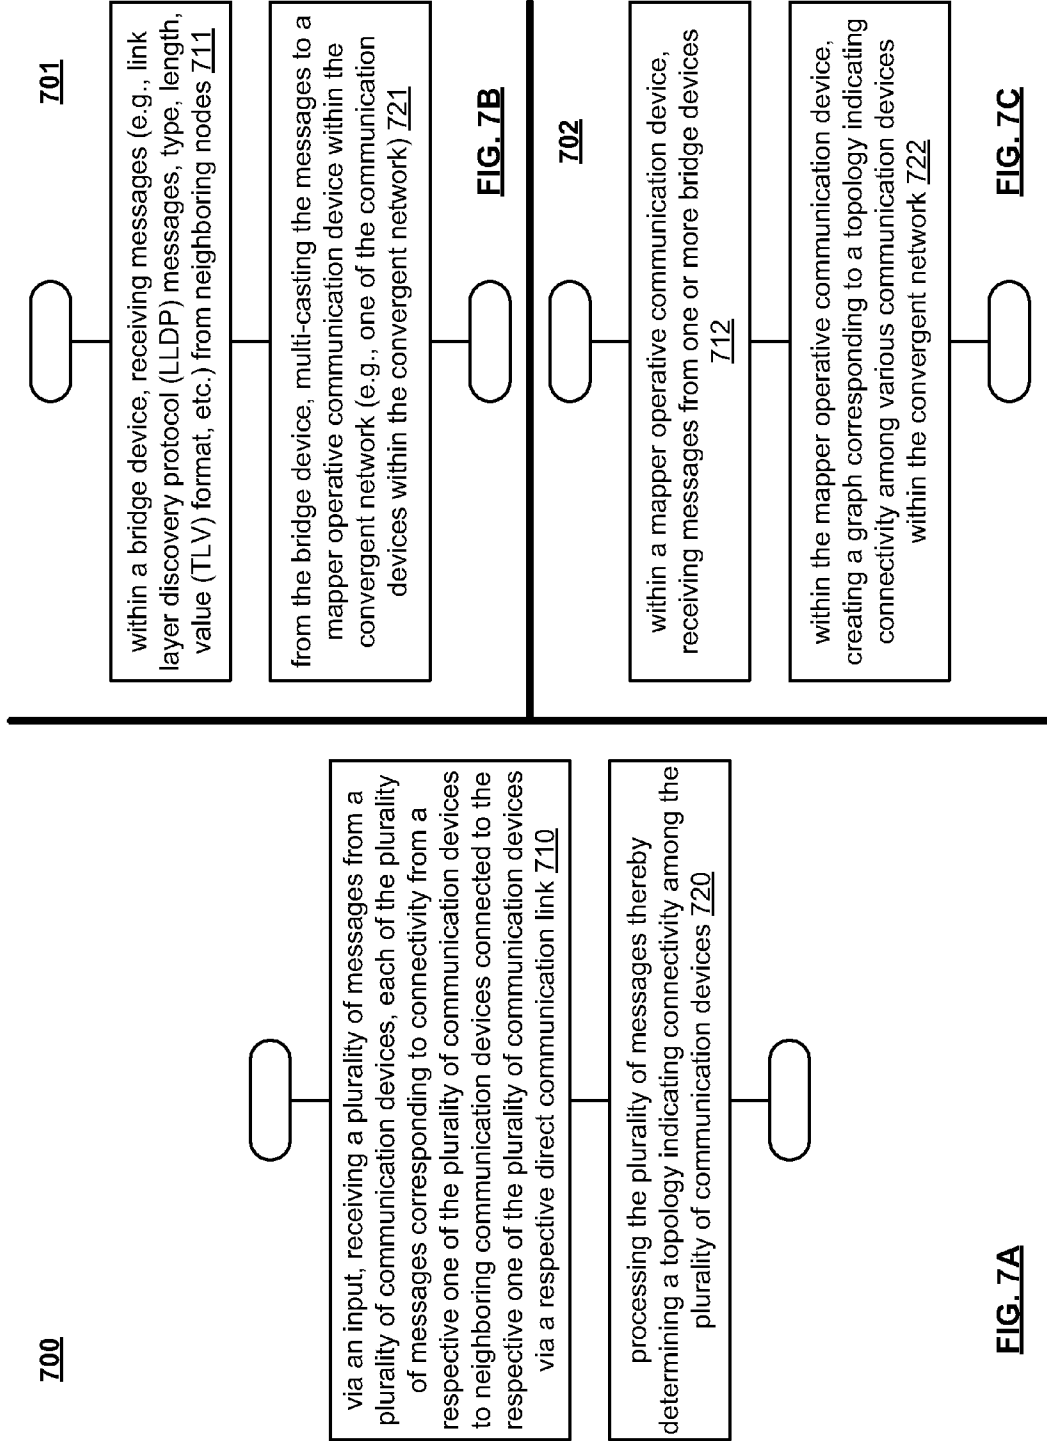 700
via an input, receiving a plurality of messages from a
plurality of communication devices, each of the plurality
of messages corresponding to connectivity from a
respective one of the plurality of communication devices
to neighboring communication devices connected to the
respective one of the plurality of communication devices
via a respective direct communication link 710
processing the plurality of messages thereby
determining a topology indicating connectivity among the
plurality of communication devices 720
FIG. 7A
701
within a bridge device, receiving messages (e.g., link
layer discovery protocol (LLDP) messages, type, length,
value (TLV) format, etc.) from neighboring nodes 711
from the bridge device, multi-casting the messages to a
mapper operative communication device within the
convergent network (e.g., one of the communication
devices within the convergent network) 721
FIG. 7B
702
within a mapper operative communication device,
receiving messages from one or more bridge devices
712
within the mapper operative communication device,
creating a graph corresponding to a topology indicating
connectivity among various communication devices
within the convergent network 722
FIG. 7C